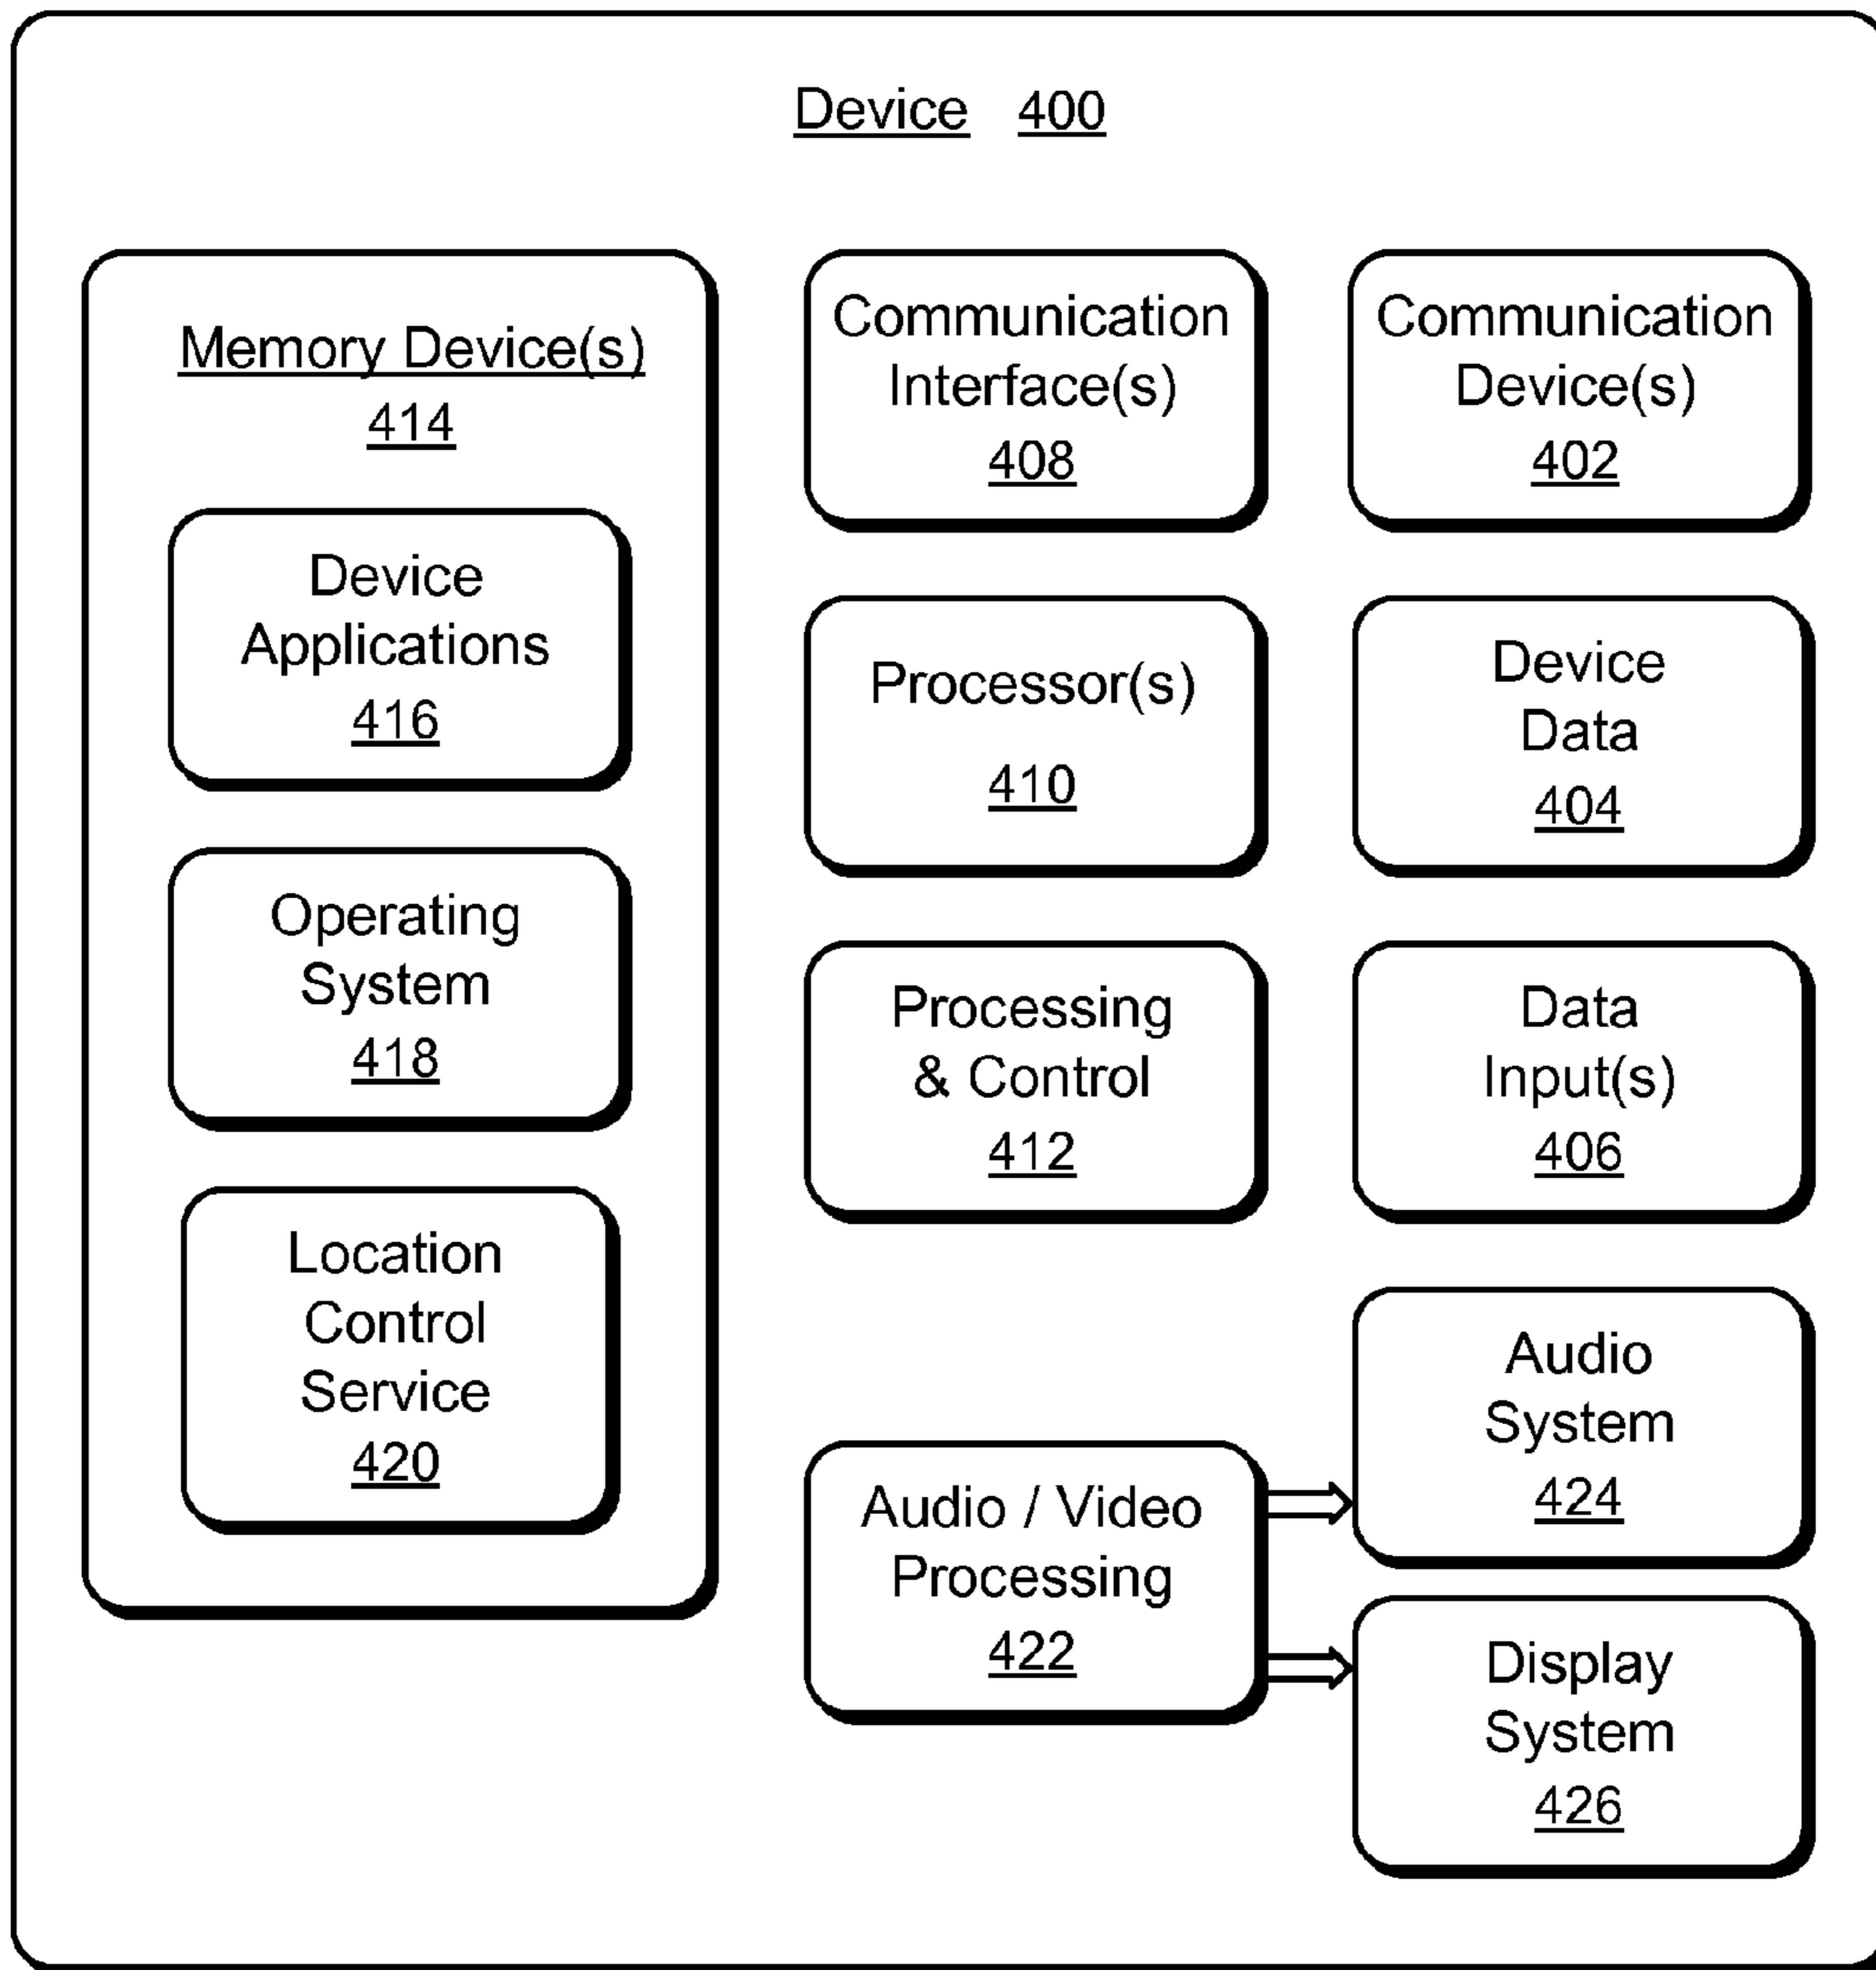 Device 400
Memory Device(s)
414
Device
Applications
416
Operating
System
418
Location
Control
Service
420
Communication
Interface(s)
408
Communication
Device(s)
402
Processor(s)
410
Device
Data
404
Processing
& Control
412
Data
Input(s)
406
Audio / Video
Processing
422
Audio
System
424
Display
System
426